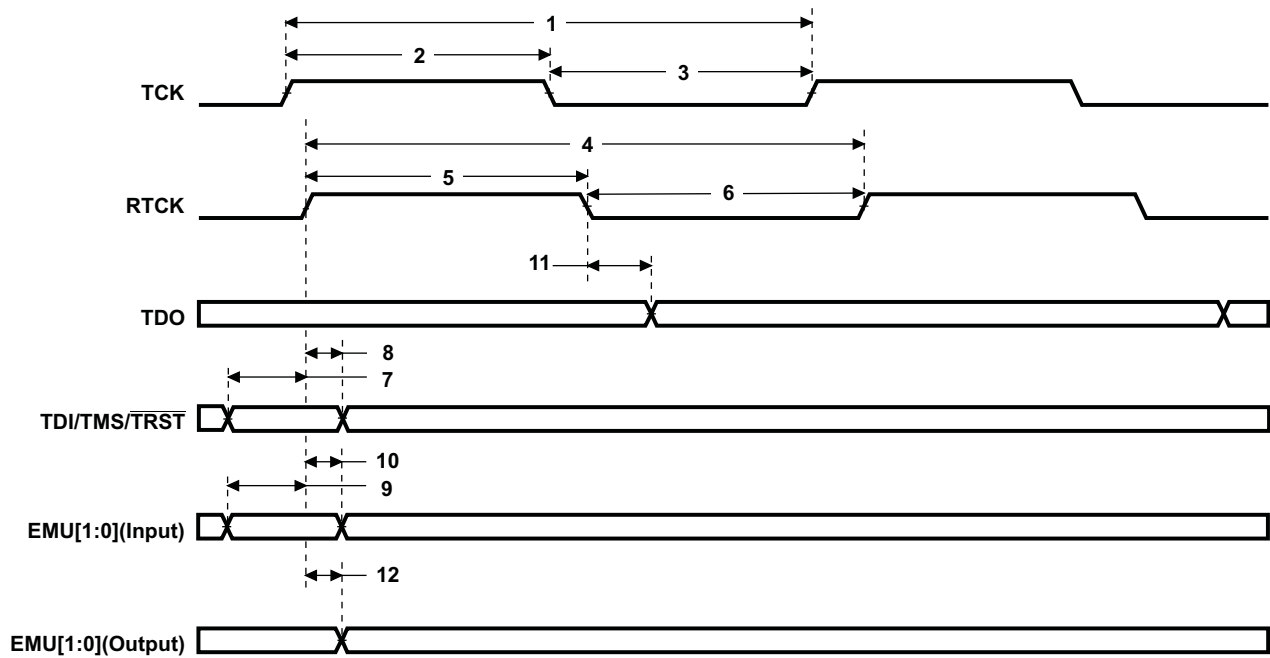 1
2
3
TCK
4
5
6
RTCK
11
TDO
8
7
TDI/TMS/TRST
10
9
EMU[1:0](Input)
12
EMU[1:0](Output)